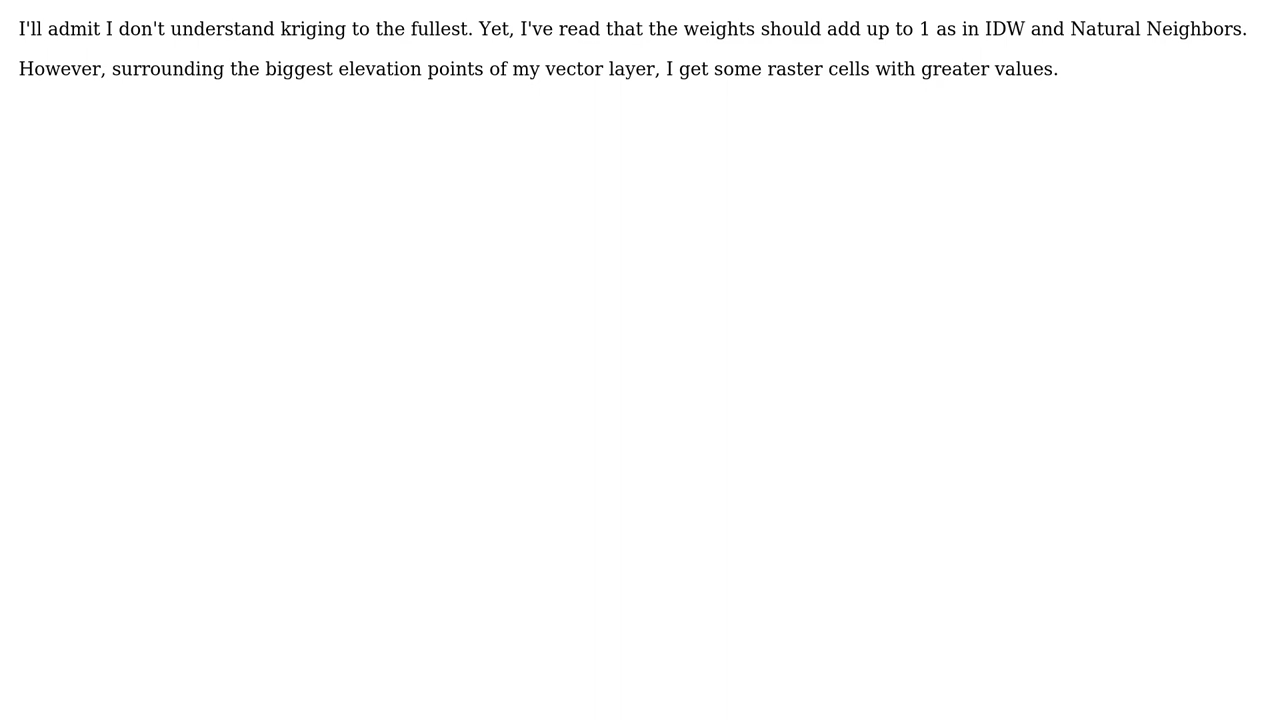 I'll admit I don't understand kriging to the fullest. Yet, I've read that the weights should add up to 1 as in IDW and Natural Neighbors.
However, surrounding the biggest elevation points of my vector layer, I get some raster cells with greater values.